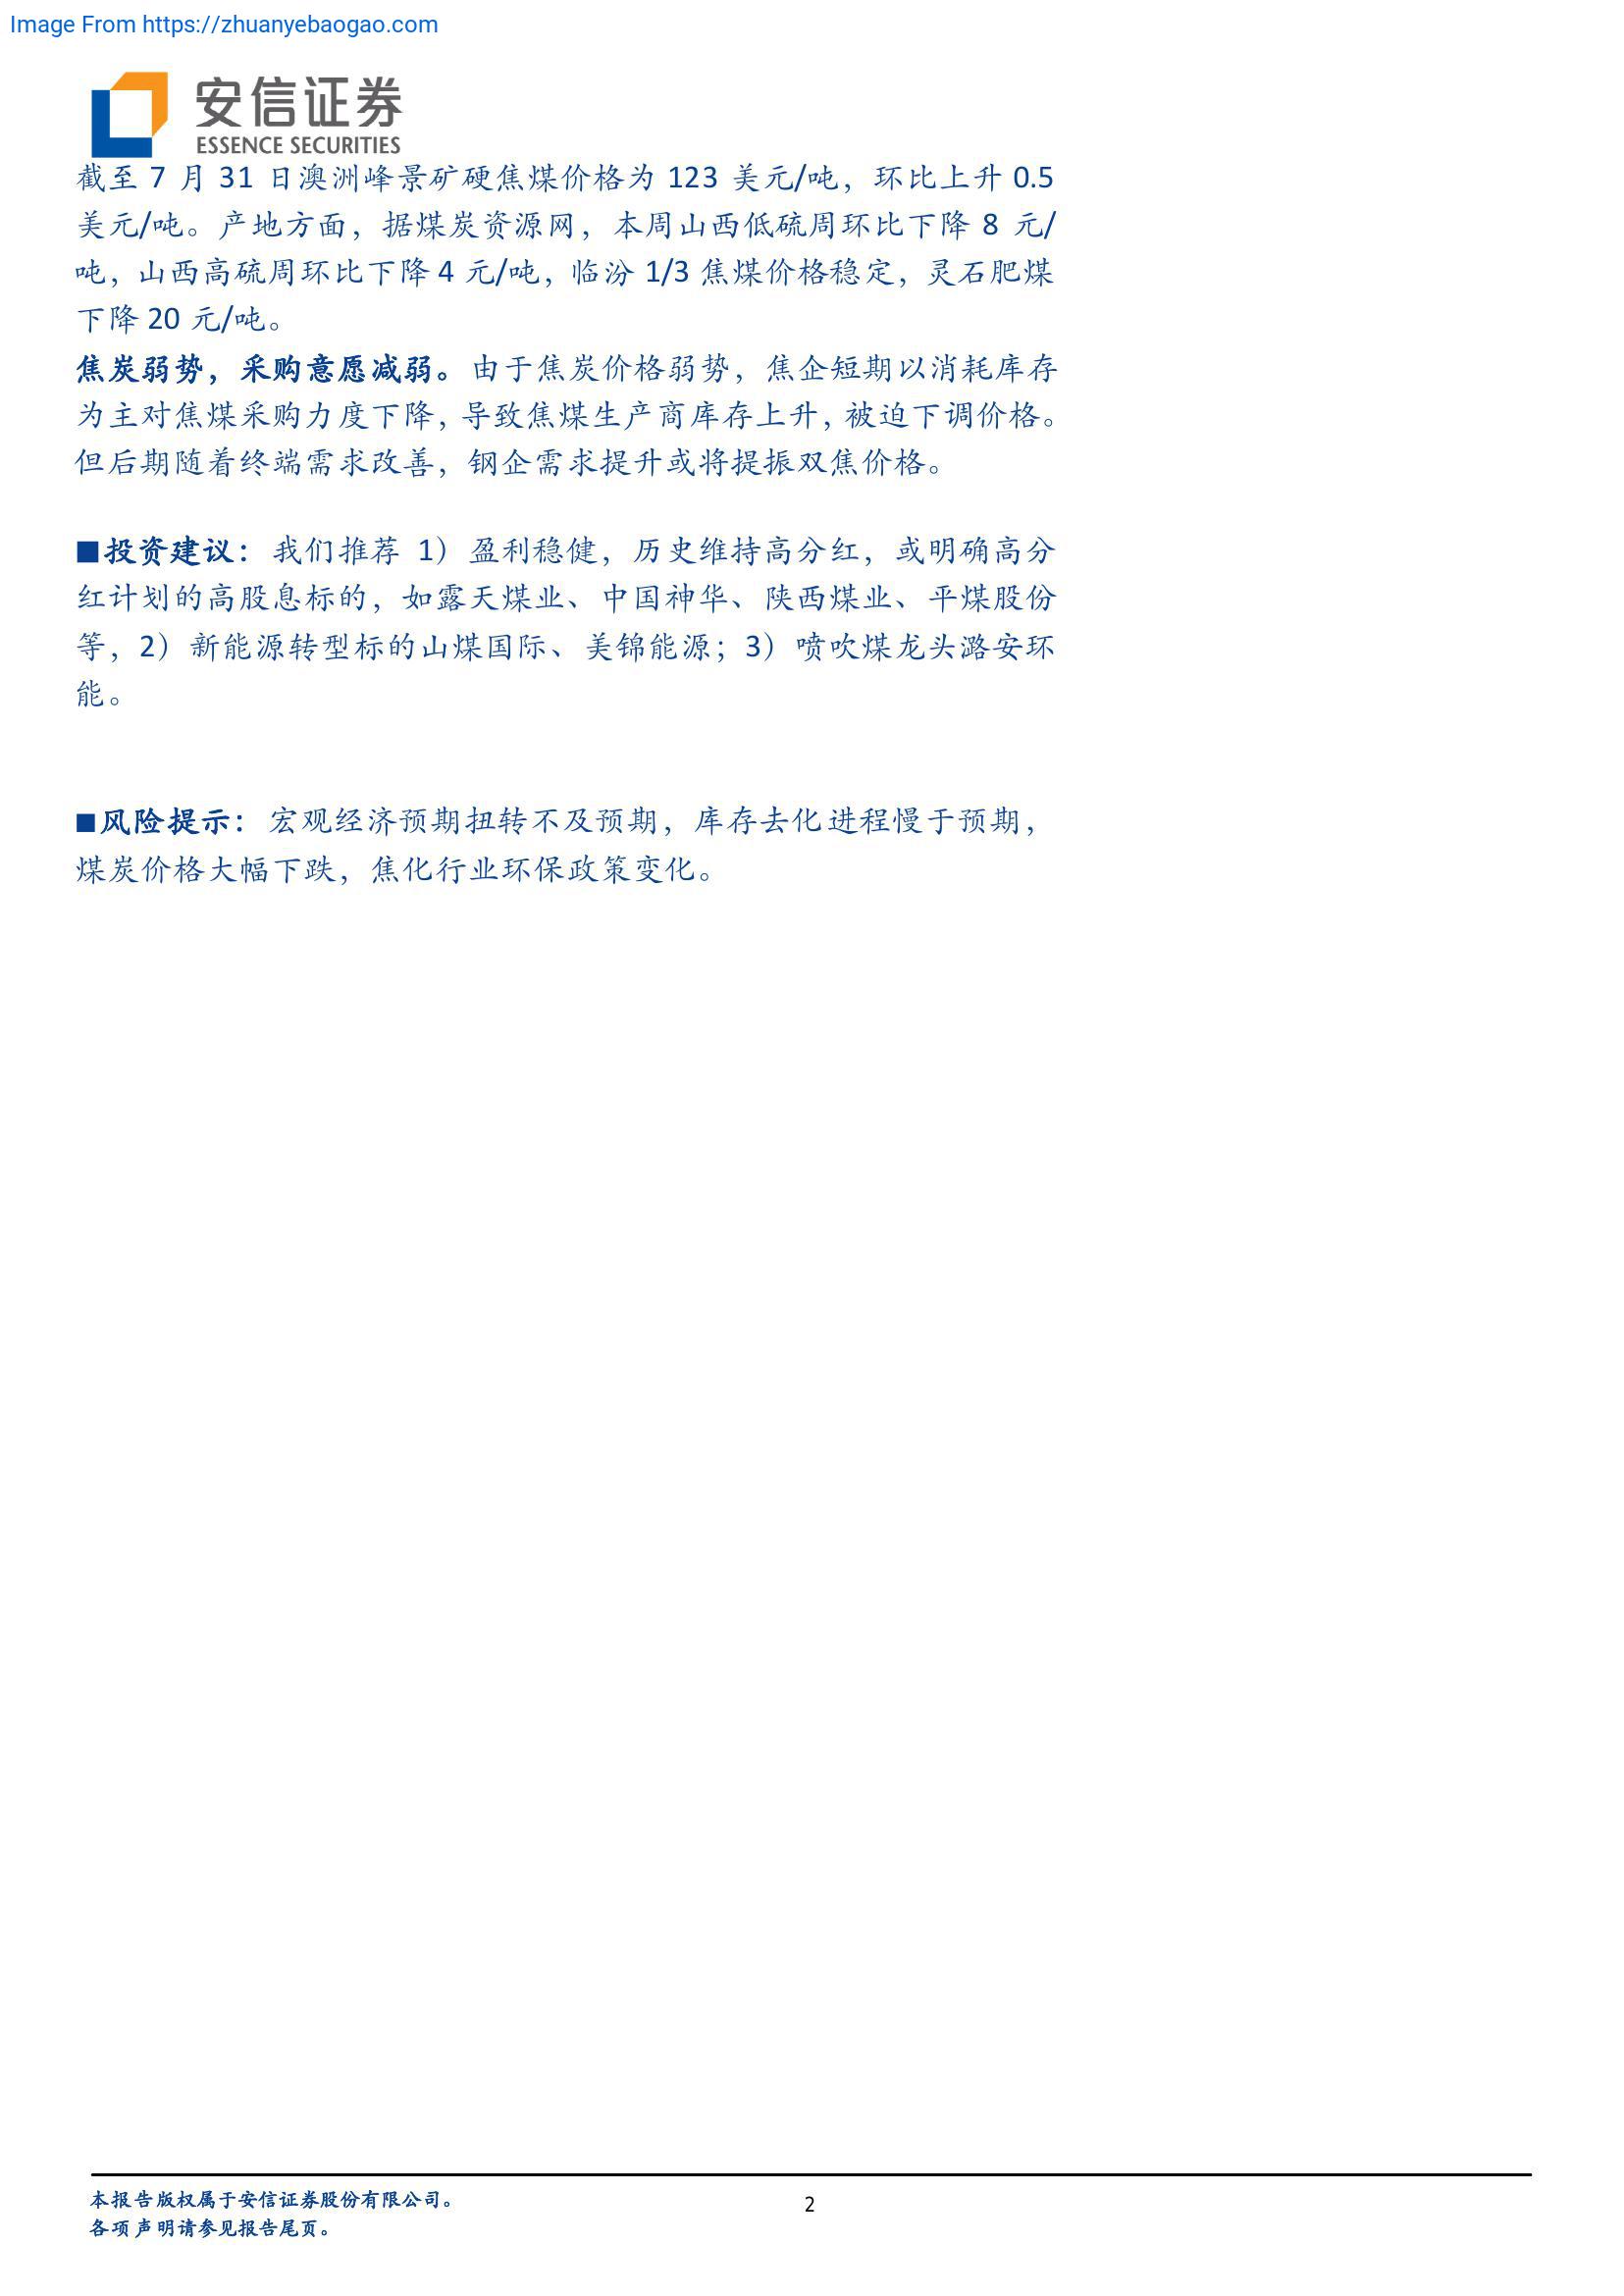 Image From https://zhuanyebaogao.com
安信证券
ESSENCE SECURITIES
截至 7 月 31 日澳洲峰景矿硬焦煤价格为 123 美元/吨，环比上升 0.5
美元/吨。产地方面，据煤炭资源网，本周山西低硫周环比下降 8 元/
吨，山西高硫周环比下降 4 元/吨，临汾 1/3 焦煤价格稳定，灵石肥煤
下降 20 元/吨。
焦炭弱势，采购意愿减弱。由于焦炭价格弱势，焦企短期以消耗库存
为主对焦煤采购力度下降，导致焦煤生产商库存上升，被迫下调价格。
但后期随着终端需求改善，钢企需求提升或将提振双焦价格。
■投资建议：我们推荐 1）盈利稳健，历史维持高分红，或明确高分
红计划的高股息标的，如露天煤业、中国神华、陕西煤业、平煤股份
等，2）新能源转型标的山煤国际、美锦能源；3）喷吹煤龙头潞安环
能。
■风险提示：宏观经济预期扭转不及预期，库存去化进程慢于预期，
煤炭价格大幅下跌，焦化行业环保政策变化。
本报告版权属于安信证券股份有限公司。
各项声明请参见报告尾页。
2